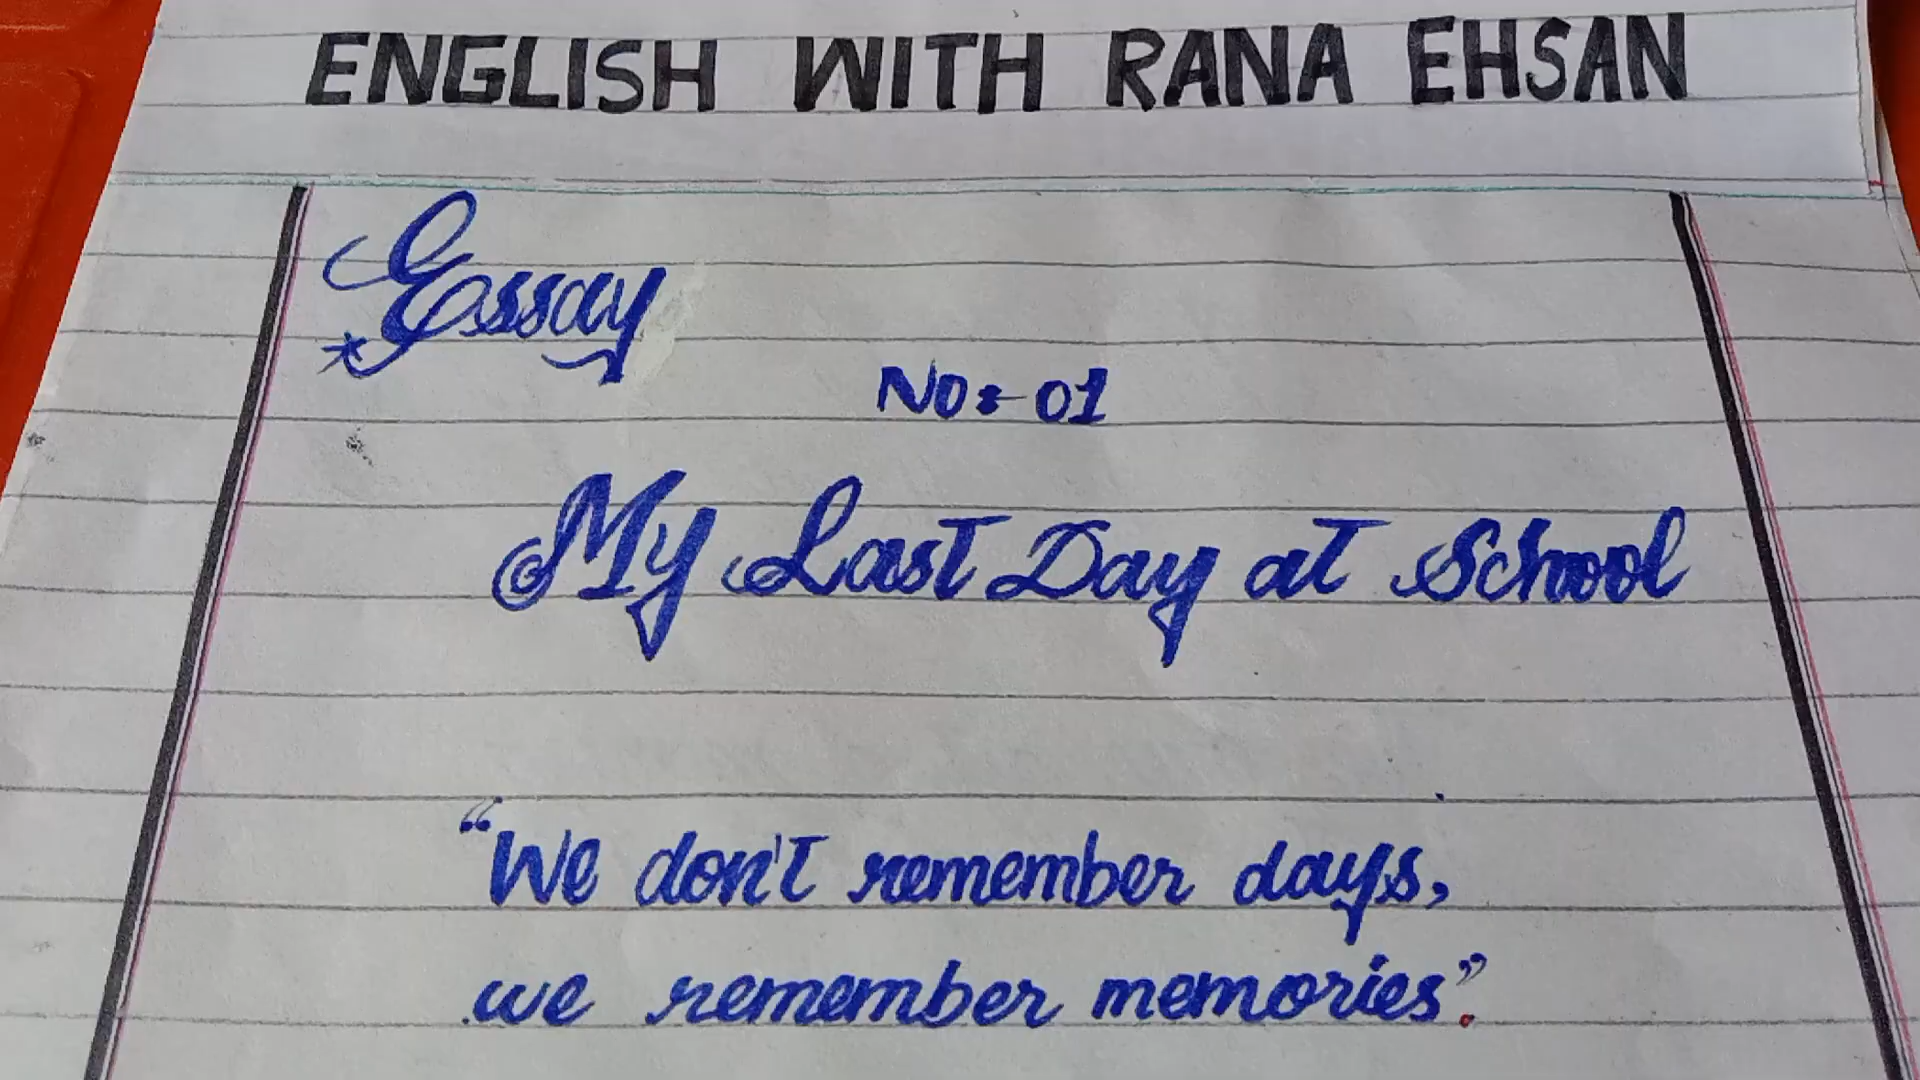 ENGLISH WITH RANA EHSAN
Essay
No:- 01
My Last Day at School
“We don't remember days,
we remember memories”.